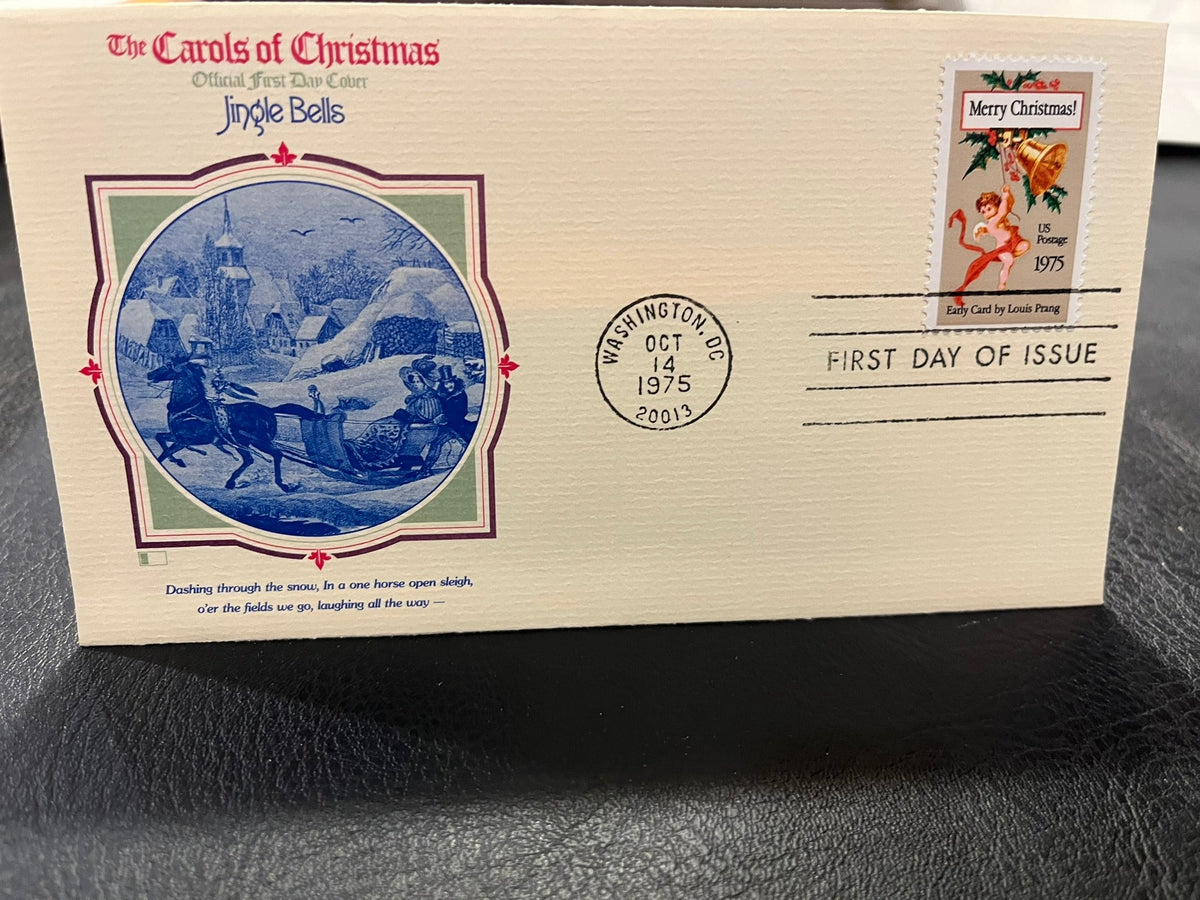 The Carols of Christmas
Official First Day Cover
Jingle Bells
Merry Christmas!
US
Postage
1975
Early Card by Louis Prang
WASHINGTON, DC
OCT
14
1975
20013
FIRST DAY OF ISSUE
Dashing through the snow, In a one horse open sleigh,
o'er the fields we go, laughing all the way —